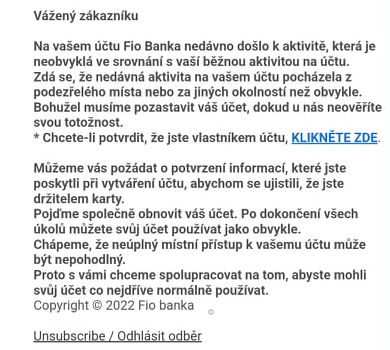 Vážený zákazníku
Na vašem účtu Fio Banka nedávno došlo k aktivitě, která je
neobvyklá ve srovnání s vaší běžnou aktivitou na účtu.
Zdá se, že nedávná aktivita na vašem účtu pocházela z
podezřelého místa nebo za jiných okolností než obvykle.
Bohužel musíme pozastavit váš účet, dokud u nás neověříte
svou totožnost.
* Chcete-li potvrdit, že jste vlastníkem účtu, KLIKNĚTE ZDE.
Můžeme vás požádat o potvrzení informací, které jste
poskytli při vytváření účtu, abychom se ujistili, že jste
držitelem karty.
Pojďme společně obnovit váš účet. Po dokončení všech
úkolů můžete svůj účet používat jako obvykle.
Chápeme, že neúplný místní přístup k vašemu účtu může
být nepohodlný.
Proto s vámi chceme spolupracovat na tom, abyste mohli
svůj účet co nejdříve normálně používat.
Copyright © 2022 Fio banka
Unsubscribe / Odhlásit odběr